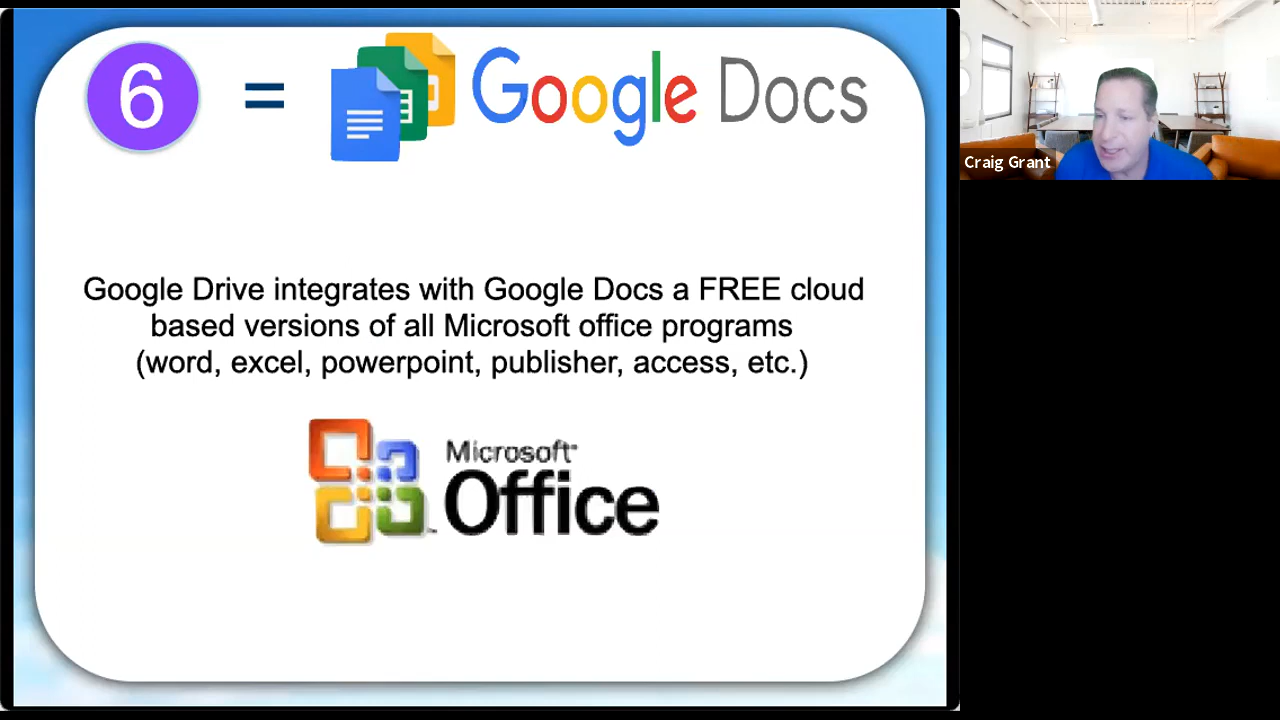 6 = Google Docs
Craig Grant
Google Drive integrates with Google Docs a FREE cloud
based versions of all Microsoft office programs
(word, excel, powerpoint, publisher, access, etc.)
Microsoft
Office